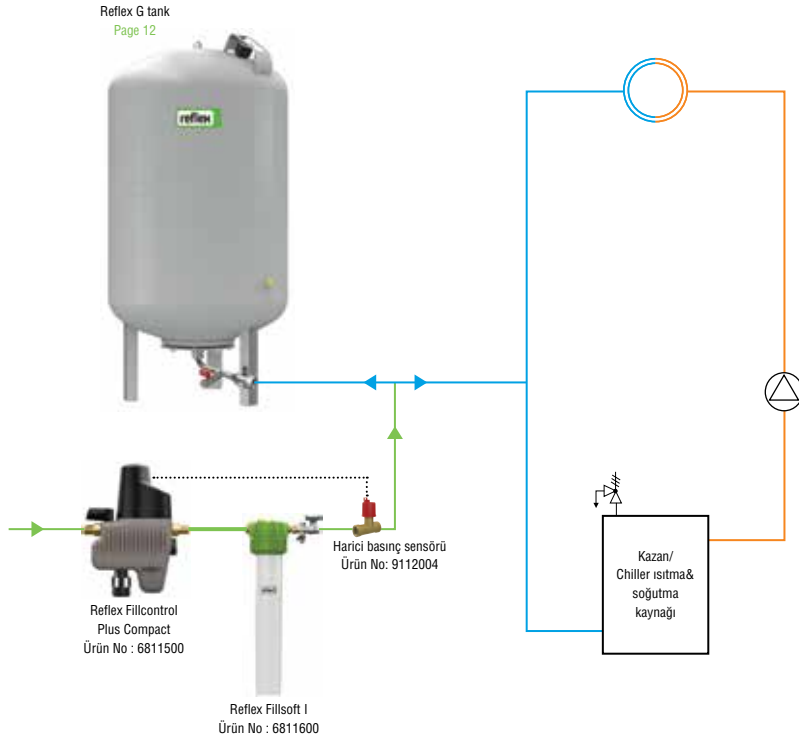 Reflex G tank
Page 12
reflex
Harici basınç sensörü
Ürün No: 9112004
Reflex Fillcontrol
Plus Compact
Ürün No : 6811500
Reflex Fillsoft I
Ürün No : 6811600
Kazan/
Chiller ısıtma&
soğutma
kaynağı